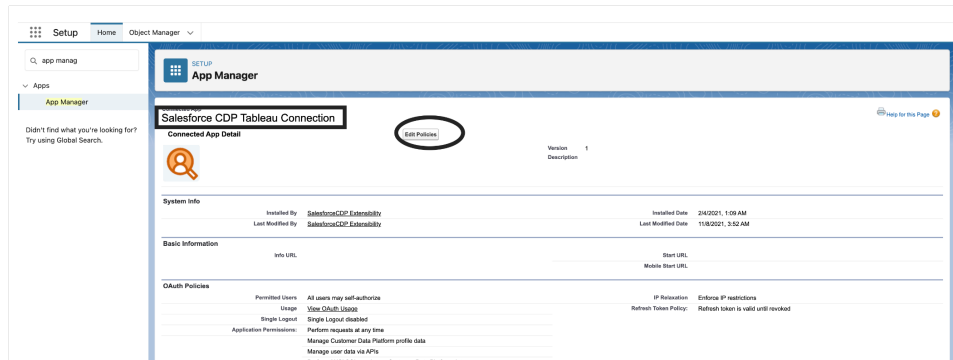 Setup Home Object Manager
app manag
Apps
App Manager
Didn't find what you're looking for?
Try using Global Search.
SETUP
App Manager
Connected App
Salesforce CDP Tableau Connection
Help for this Page
Connected App Detail
Edit Policies
Version 1
Description
System Info
Installed By SalesforceCDP Extensibility Installed Date 2/4/2021, 1:09 AM
Last Modified By SalesforceCDP Extensibility Last Modified Date 11/8/2021, 3:52 AM
Basic Information
Info URL Start URL
Mobile Start URL
OAuth Policies
Permitted Users All users may self-authorize IP Relaxation Enforce IP restrictions
Usage View OAuth Usage Refresh Token Policy: Refresh token is valid until revoked
Single Logout Single Logout disabled
Application Permissions: Perform requests at any time
Manage Customer Data Platform profile data
Manage user data via APIs